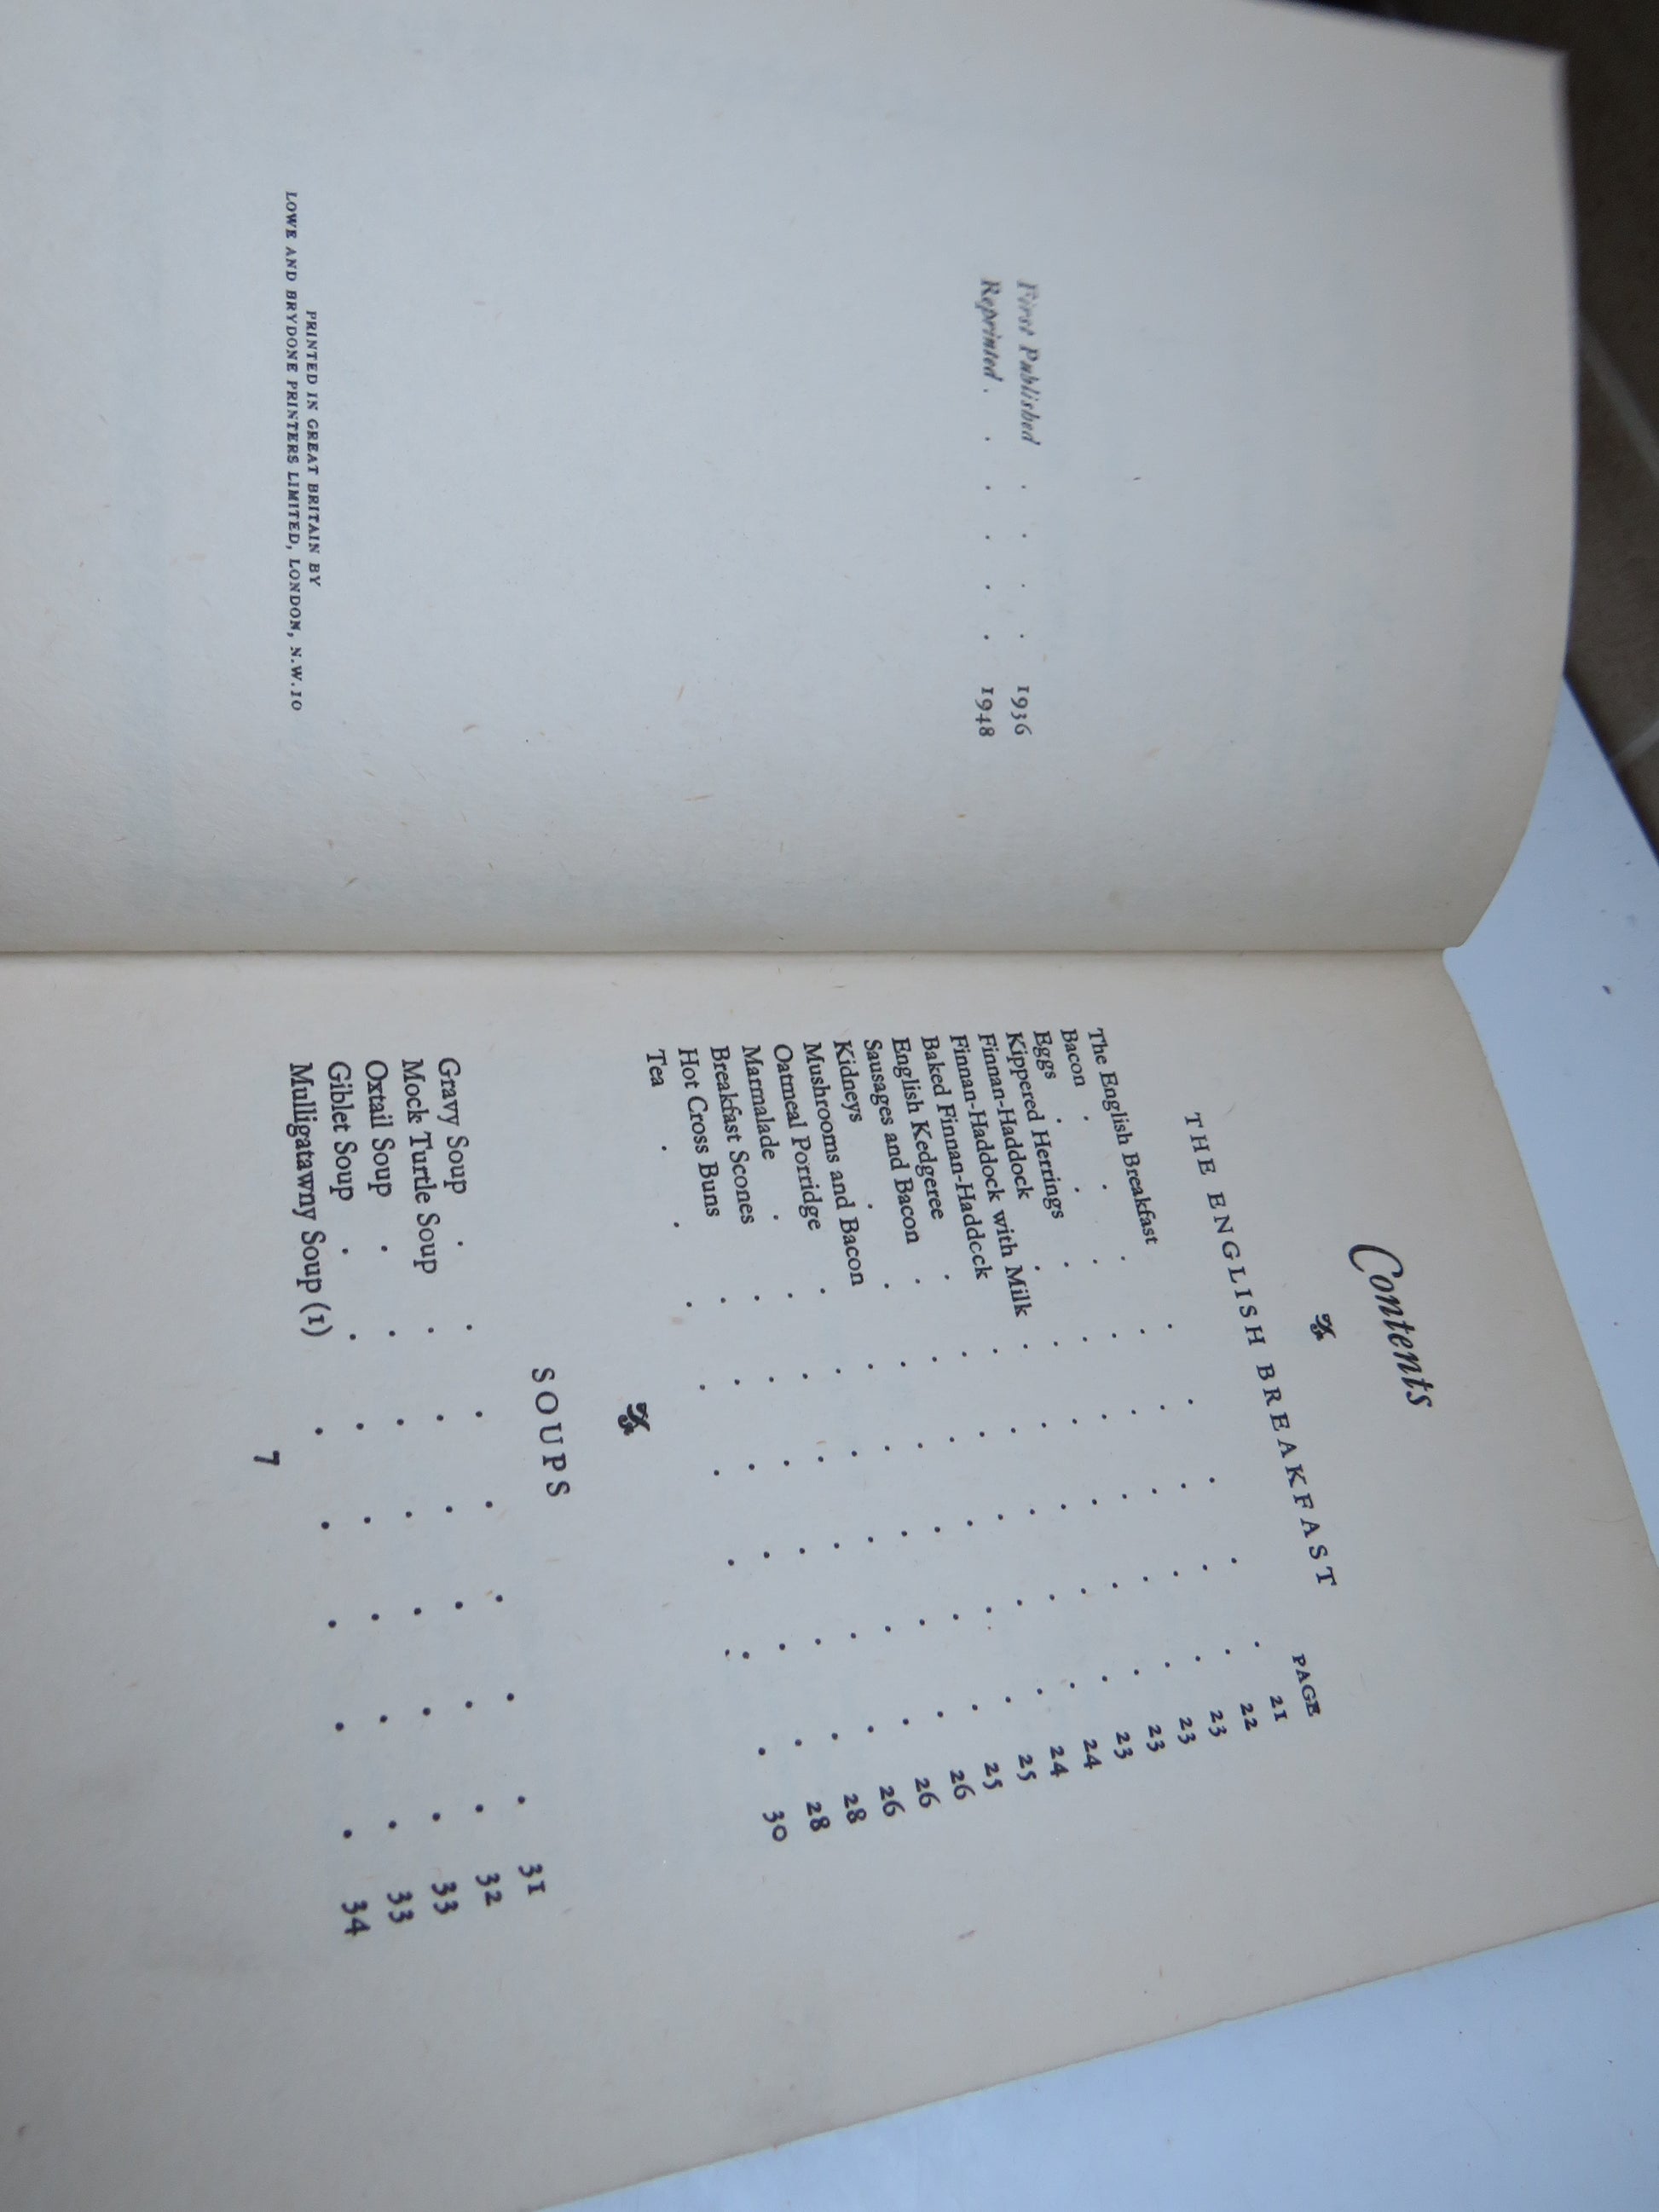 First Published . . . . 1936
Reprinted . . . . . . 1948
PRINTED IN GREAT BRITAIN BY
LOWE AND BRYDONE PRINTERS LIMITED, LONDON, N.W.10
Contents
THE ENGLISH BREAKFAST
PAGE
The English Breakfast . . . . . 21
Bacon . . . . . . . . 22
Eggs . . . . . . . . 23
Kippered Herrings . . . . . . 23
Finnan-Haddock . . . . . . 23
Finnan-Haddock with Milk . . . . . 23
Baked Finnan-Haddock . . . . . 24
English Kedgeree . . . . . . 24
Sausages and Bacon . . . . . . 25
Kidneys . . . . . . . 25
Mushrooms and Bacon . . . . . 26
Oatmeal Porridge . . . . . . 26
Marmalade . . . . . . . 26
Breakfast Scones . . . . . . 28
Hot Cross Buns . . . . . . 28
Tea . . . . . . . . 30
SOUPS
Gravy Soup . . . . . . . 31
Mock Turtle Soup . . . . . . 32
Oxtail Soup . . . . . . . 33
Giblet Soup . . . . . . . 33
Mulligatawny Soup (1) . . . . . 34
7